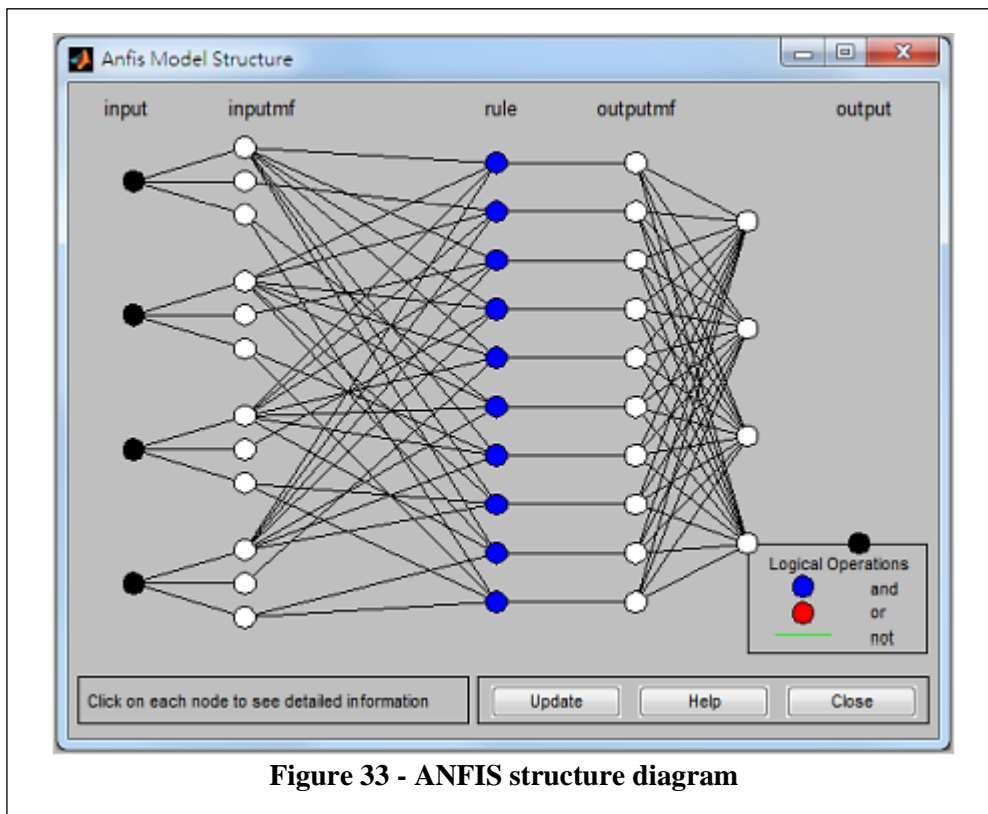 Anfis Model Structure
input inputmf rule outputmf output
Logical Operations
and
or
not
Click on each node to see detailed information
Update Help Close
Figure 33 - ANFIS structure diagram